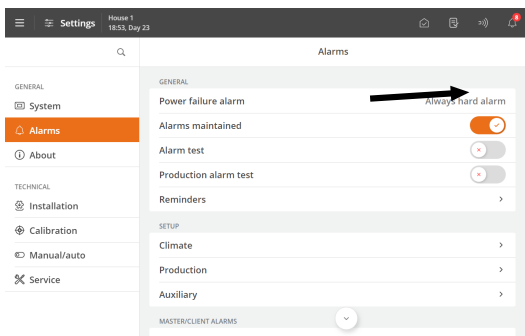 Settings
House 1
18:53, Day 23
8
Alarms
GENERAL
System
Alarms
About
TECHNICAL
Installation
Calibration
Manual/auto
Service
GENERAL
Power failure alarm
Always hard alarm
Alarms maintained
Alarm test
Production alarm test
Reminders
SETUP
Climate
Production
Auxiliary
MASTER/CLIENT ALARMS